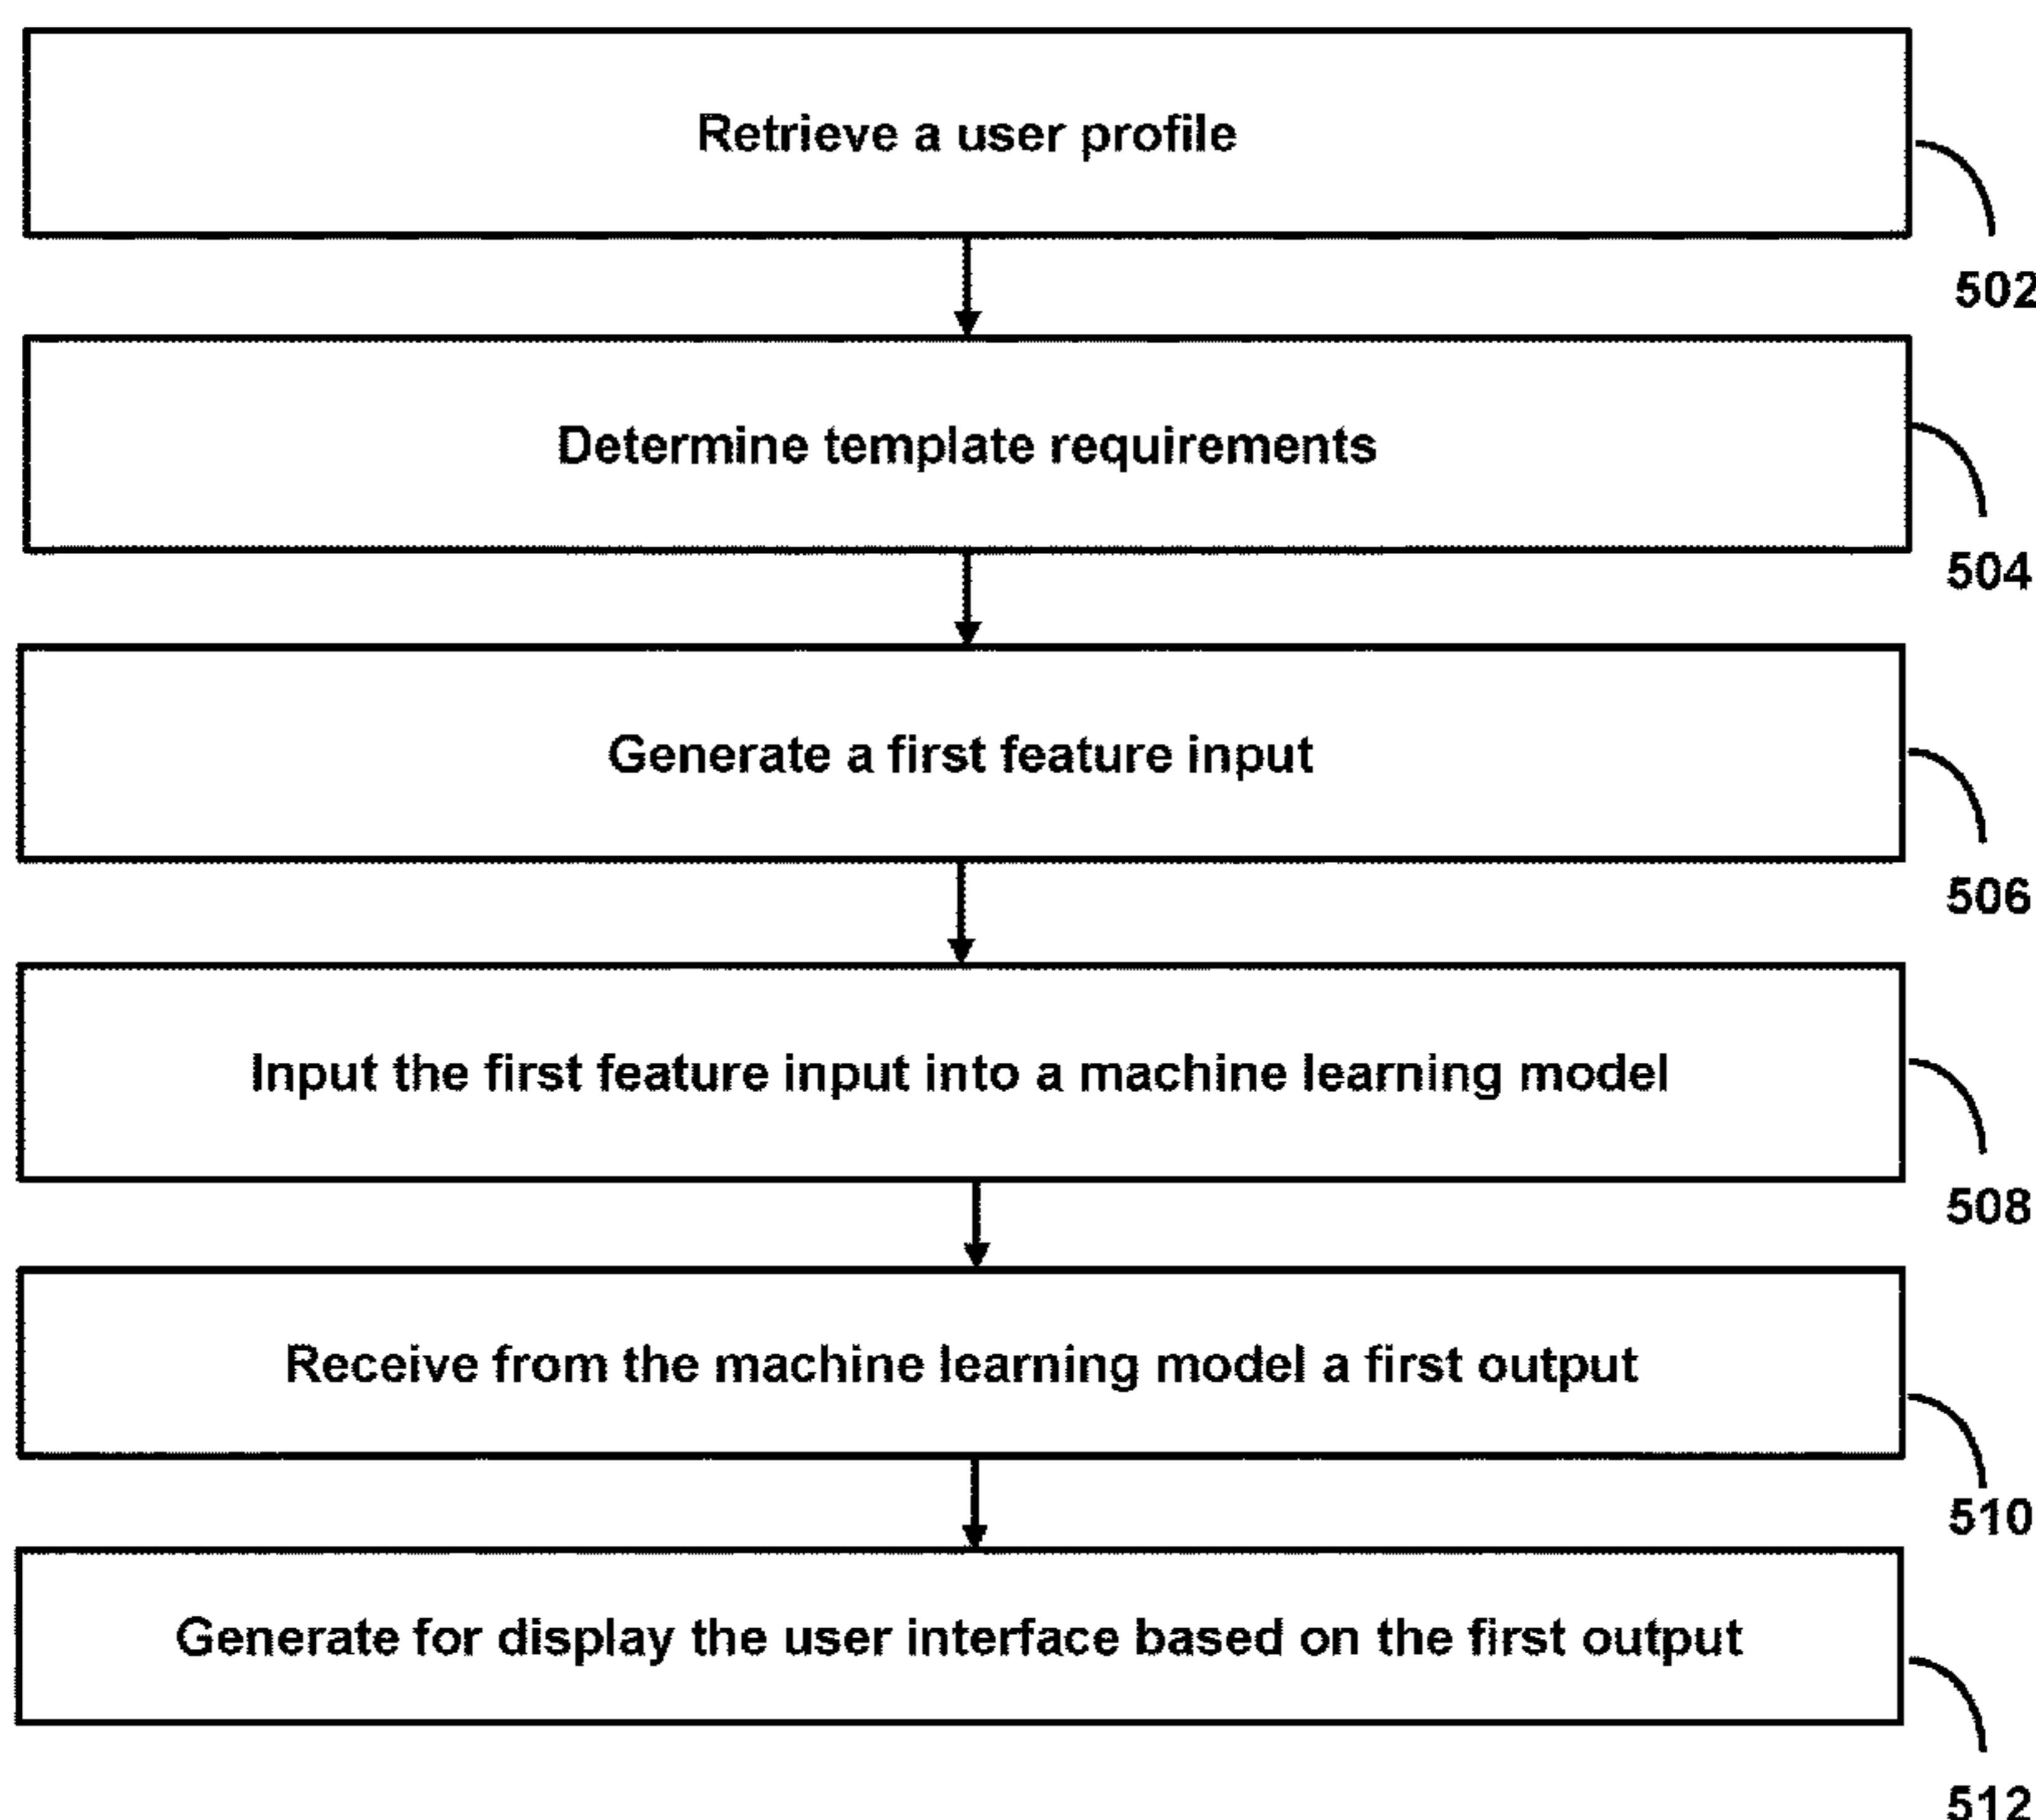 Retrieve a user profile
502
Determine template requirements
504
Generate a first feature input
506
Input the first feature input into a machine learning model
508
Receive from the machine learning model a first output
510
Generate for display the user interface based on the first output
512